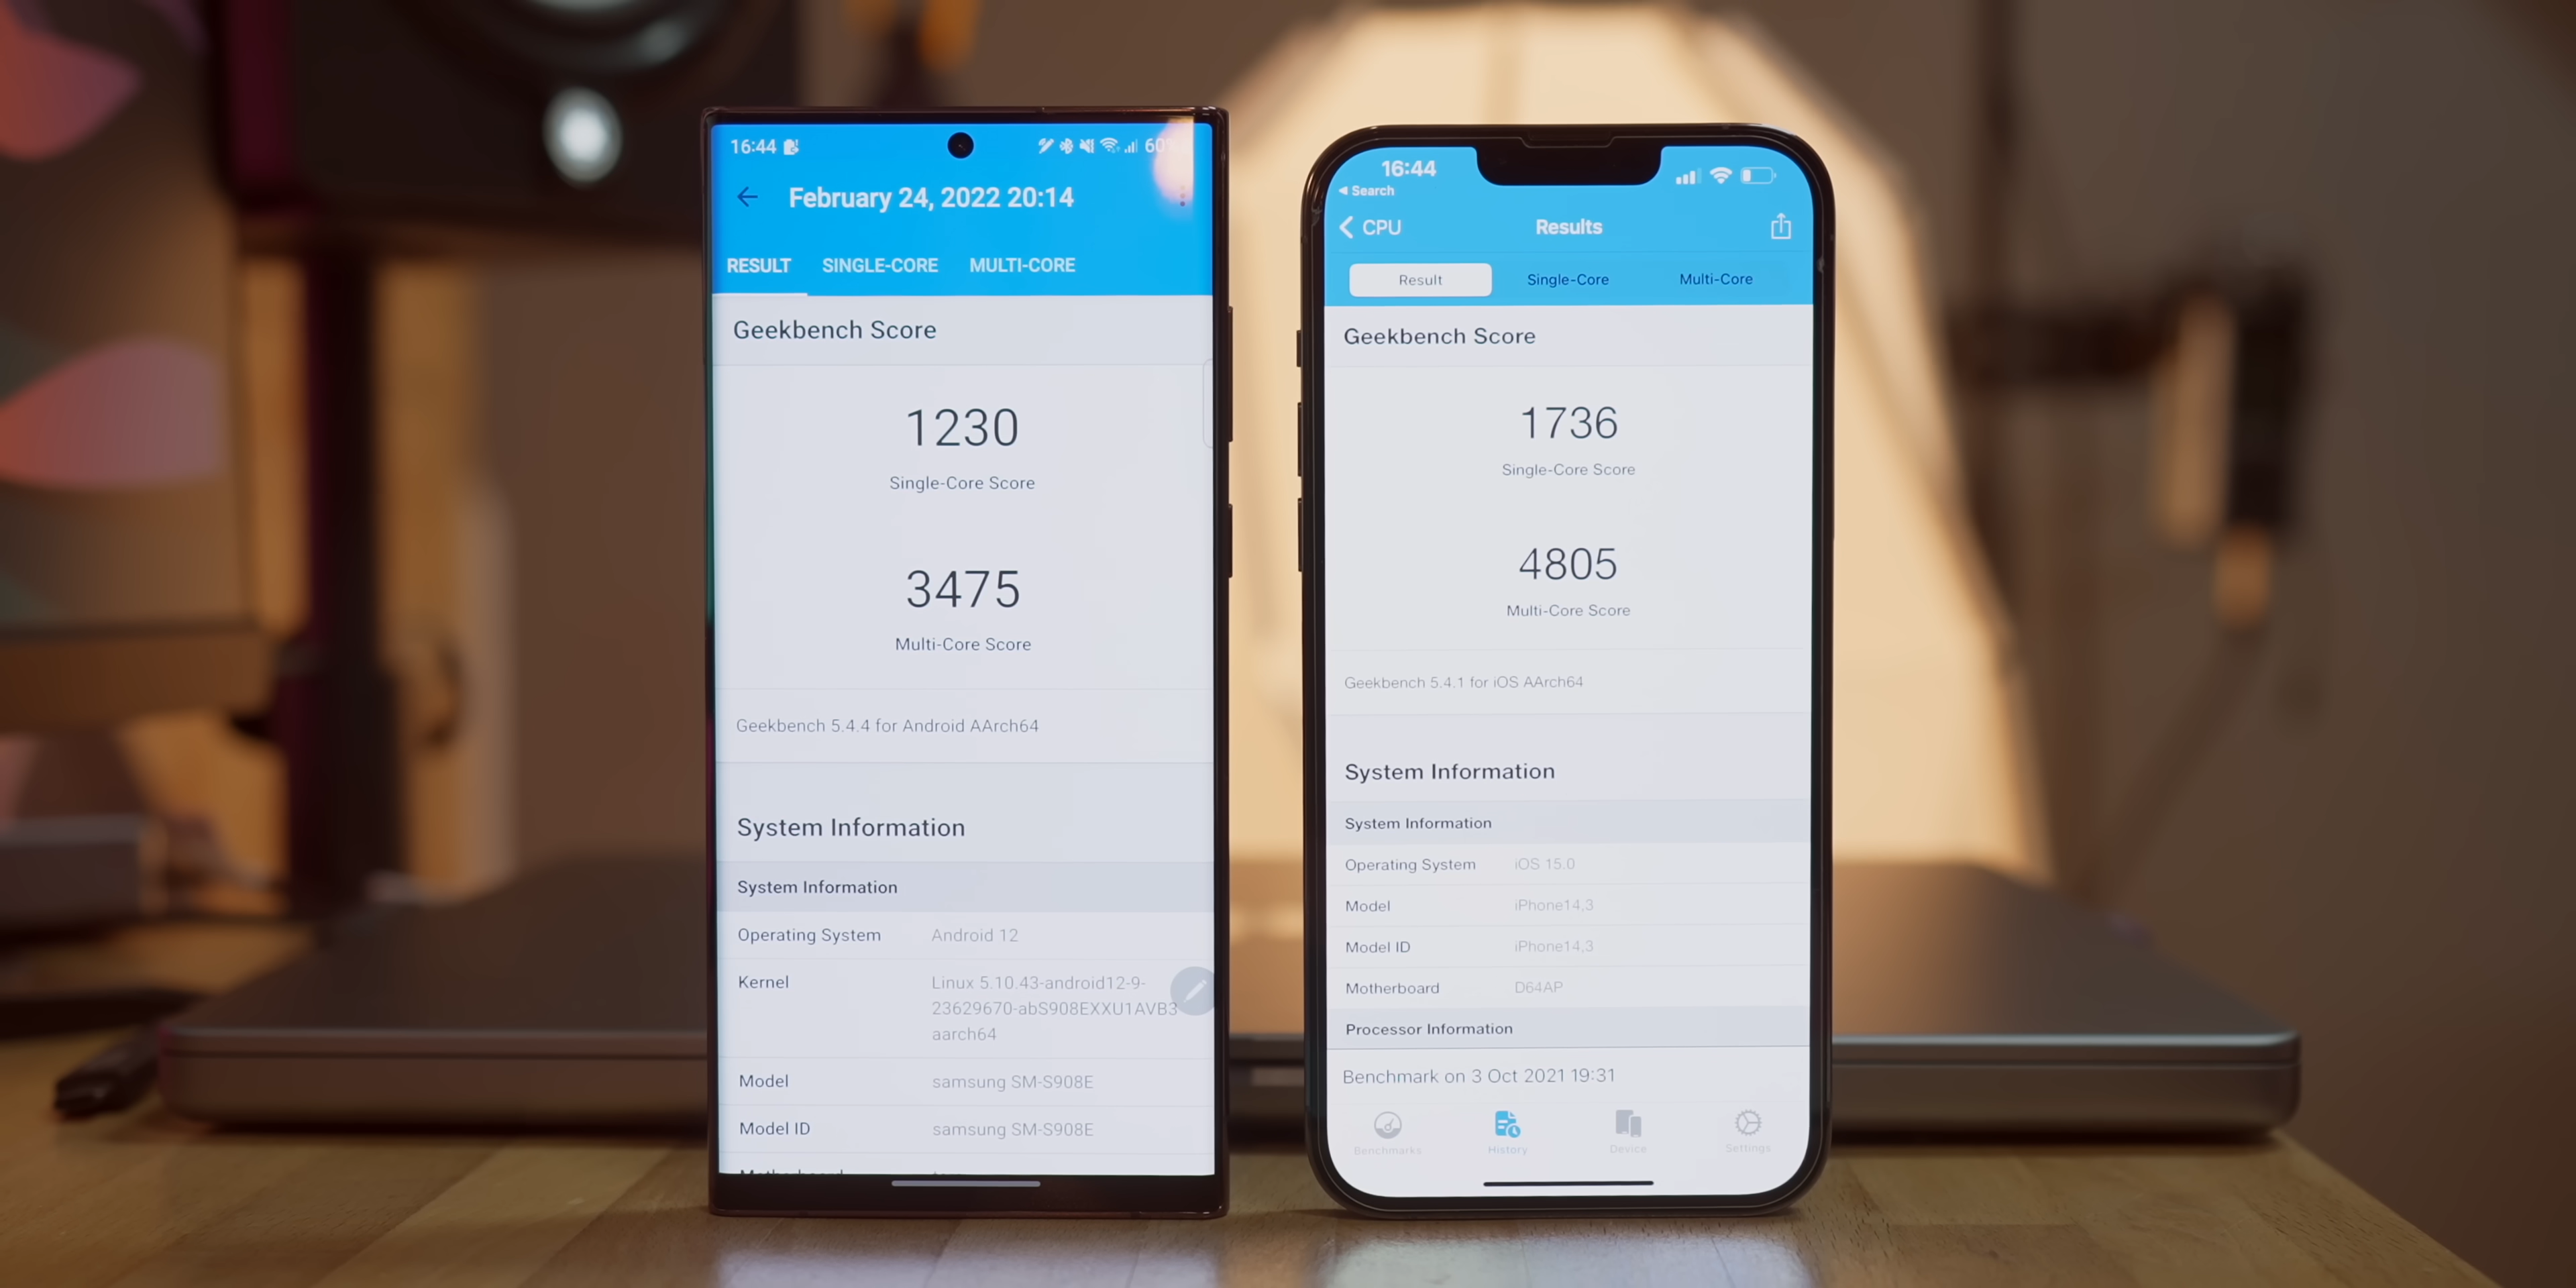 16:44
60
February 24, 2022 20:14
RESULT SINGLE-CORE MULTI-CORE
Geekbench Score
1230
Single-Core Score
3475
Multi-Core Score
Geekbench 5.4.4 for Android AArch64
System Information
System Information
Operating System Android 12
Kernel Linux 5.10.43-android12-9-
23629670-abS908EXXU1AVB3
aarch64
Model samsung SM-S908E
Model ID samsung SM-S908E
16:44
Search
CPU Results
Result Single-Core Multi-Core
Geekbench Score
1736
Single-Core Score
4805
Multi-Core Score
Geekbench 5.4.1 for iOS AArch64
System Information
System Information
Operating System iOS 15.0
Model iPhone14,3
Model ID iPhone14,3
Motherboard D64AP
Processor Information
Benchmark on 3 Oct 2021 19:31
Benchmarks History Device Settings